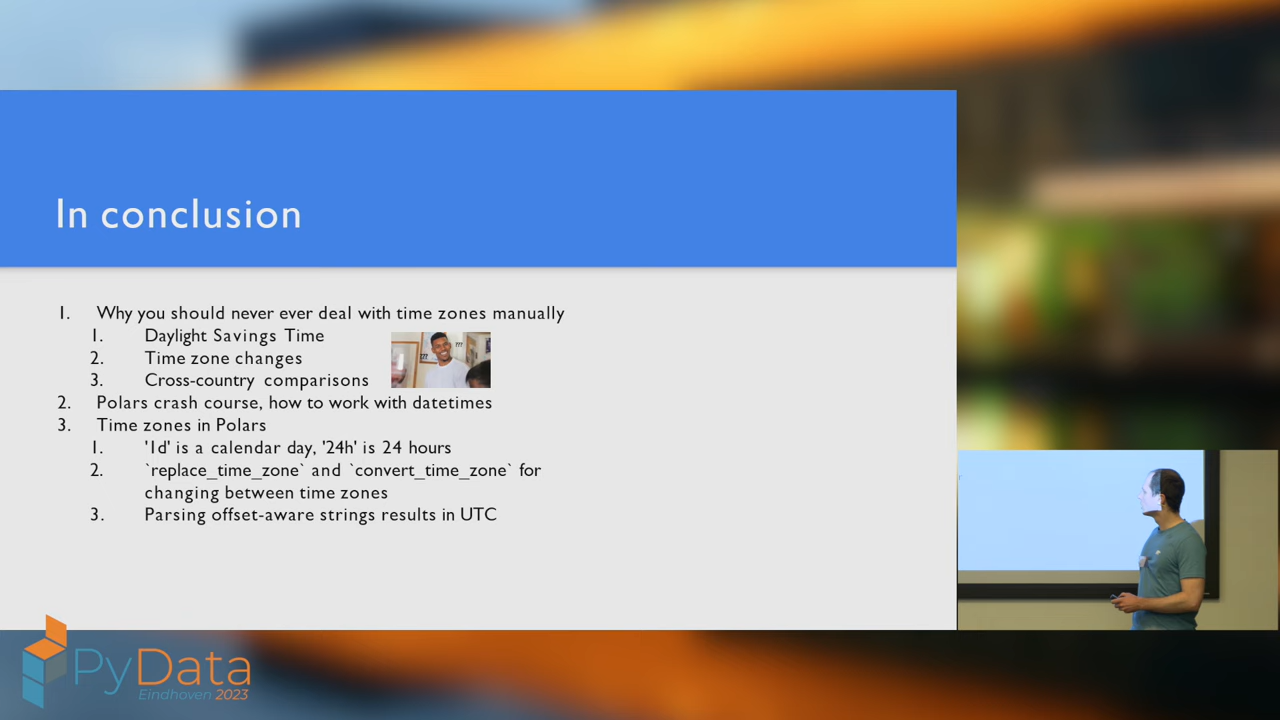 In conclusion
1. Why you should never ever deal with time zones manually
1. Daylight Savings Time
2. Time zone changes
3. Cross-country comparisons
???
???
2. Polars crash course, how to work with datetimes
3. Time zones in Polars
1. '1d' is a calendar day, '24h' is 24 hours
2. `replace_time_zone` and `convert_time_zone` for
changing between time zones
3. Parsing offset-aware strings results in UTC
PyData
Eindhoven 2023